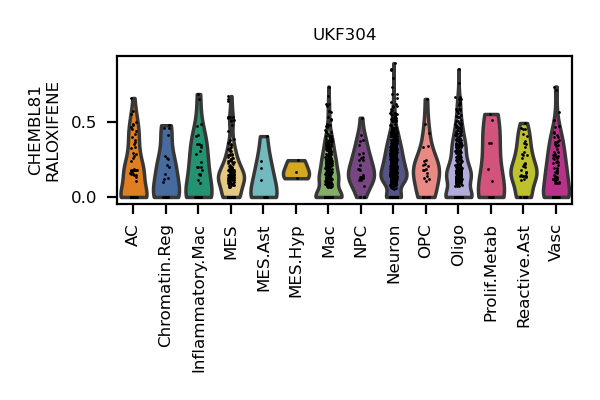 UKF304
CHEMBL81
RALOXIFENE
0.5
0.0
AC
Chromatin.Reg
Inflammatory.Mac
MES
MES.Ast
MES.Hyp
Mac
NPC
Neuron
OPC
Oligo
Prolif.Metab
Reactive.Ast
Vasc